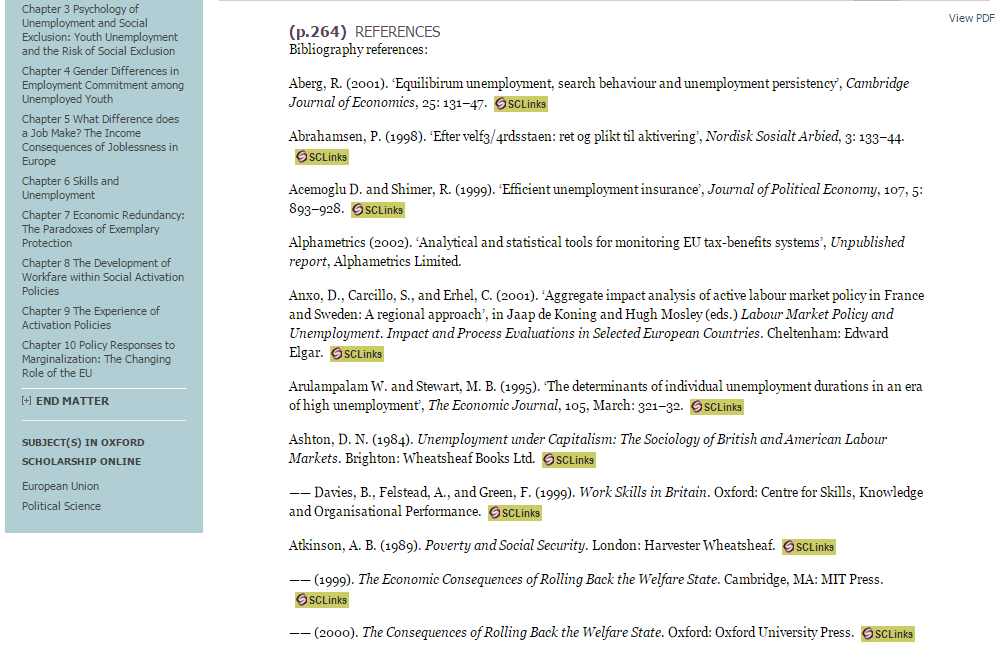 Chapter 3 Psychology of
Unemployment and Social
Exclusion: Youth Unemployment
and the Risk of Social Exclusion
Chapter 4 Gender Differences in
Employment Commitment among
Unemployed Youth
Chapter 5 What Difference does
a Job Make? The Income
Consequences of Joblessness in
Europe
Chapter 6 Skills and
Unemployment
Chapter 7 Economic Redundancy:
The Paradoxes of Exemplary
Protection
Chapter 8 The Development of
Workfare within Social Activation
Policies
Chapter 9 The Experience of
Activation Policies
Chapter 10 Policy Responses to
Marginalization: The Changing
Role of the EU
[+] END MATTER
SUBJECT(S) IN OXFORD
SCHOLARSHIP ONLINE
European Union
Political Science
View PDF
(p.264) REFERENCES
Bibliography references:
Aberg, R. (2001). ‘Equilibirum unemployment, search behaviour and unemployment persistency’, Cambridge
Journal of Economics, 25: 131–47. SCLinks
Abrahamsen, P. (1998). ‘Efter velf3/4rdsstaen: ret og plikt til aktivering’, Nordisk Sosialt Arbied, 3: 133–44.
SCLinks
Acemoglu D. and Shimer, R. (1999). ‘Efficient unemployment insurance’, Journal of Political Economy, 107, 5:
893–928. SCLinks
Alphametrics (2002). ‘Analytical and statistical tools for monitoring EU tax-benefits systems’, Unpublished
report, Alphametrics Limited.
Anxo, D., Carcillo, S., and Erhel, C. (2001). ‘Aggregate impact analysis of active labour market policy in France
and Sweden: A regional approach’, in Jaap de Koning and Hugh Mosley (eds.) Labour Market Policy and
Unemployment. Impact and Process Evaluations in Selected European Countries. Cheltenham: Edward
Elgar. SCLinks
Arulampalam W. and Stewart, M. B. (1995). ‘The determinants of individual unemployment durations in an era
of high unemployment’, The Economic Journal, 105, March: 321–32. SCLinks
Ashton, D. N. (1984). Unemployment under Capitalism: The Sociology of British and American Labour
Markets. Brighton: Wheatsheaf Books Ltd. SCLinks
—— Davies, B., Felstead, A., and Green, F. (1999). Work Skills in Britain. Oxford: Centre for Skills, Knowledge
and Organisational Performance. SCLinks
Atkinson, A. B. (1989). Poverty and Social Security. London: Harvester Wheatsheaf. SCLinks
—— (1999). The Economic Consequences of Rolling Back the Welfare State. Cambridge, MA: MIT Press.
SCLinks
—— (2000). The Consequences of Rolling Back the Welfare State. Oxford: Oxford University Press. SCLinks